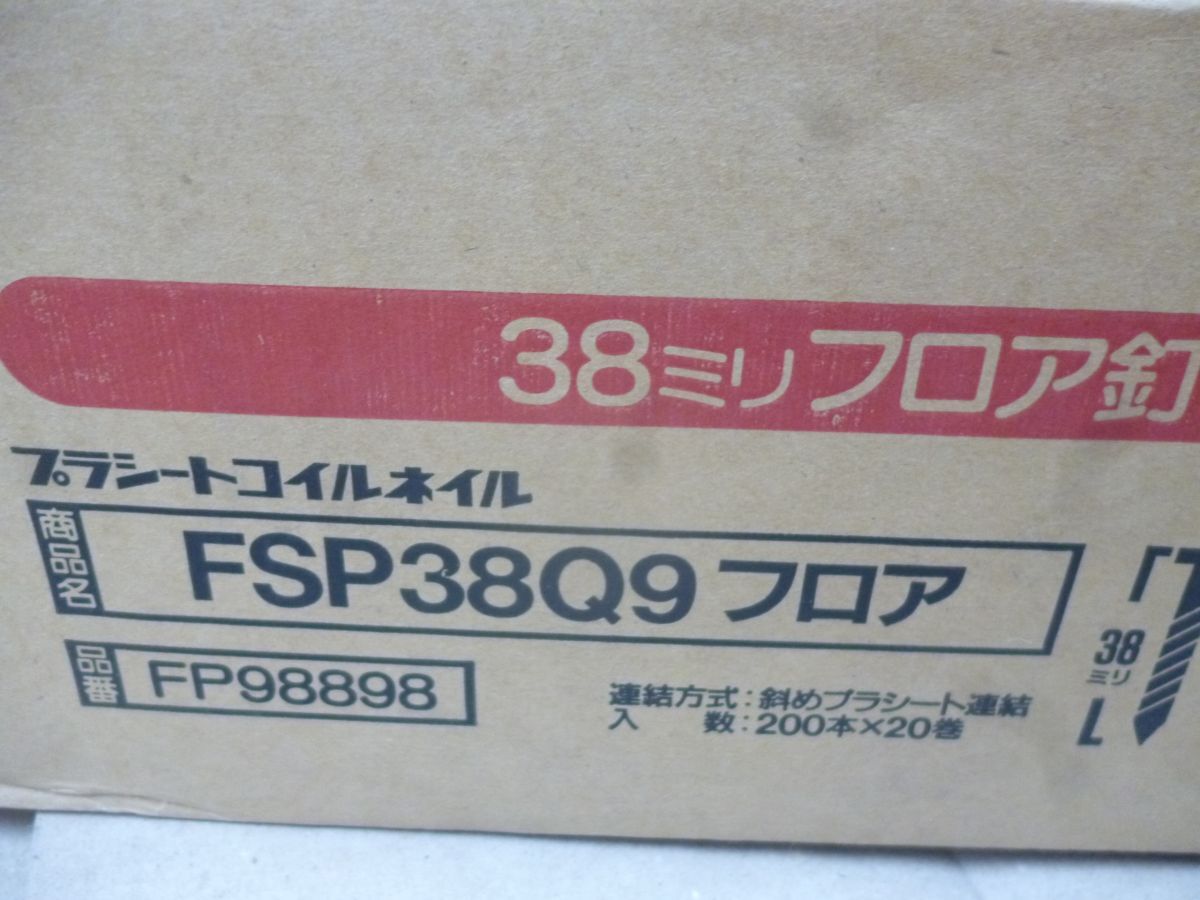 38ミリフロア釘
プラシートコイルネイル
商品名 FSP38Q9フロア
品番 FP98898
連結方式:斜めプラシート連結
入 数:200本×20巻
38
ミリ
L